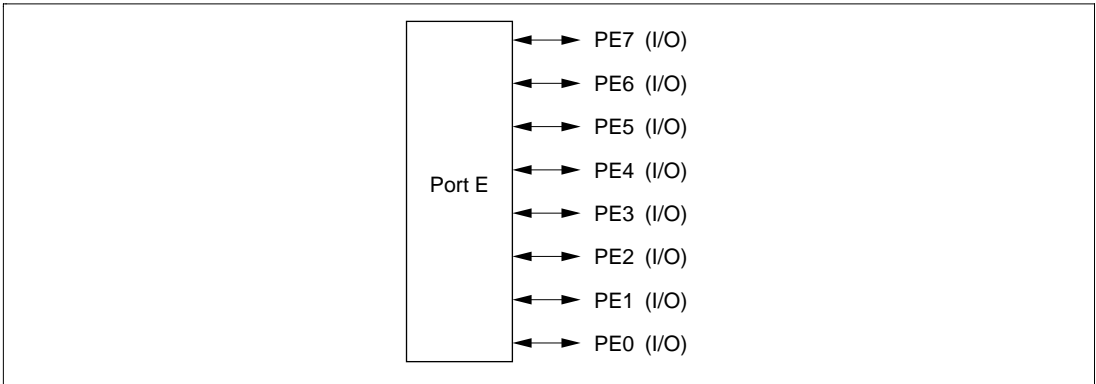 PE7 (I/O)
PE6 (I/O)
PE5 (I/O)
PE4 (I/O)
Port E
PE3 (I/O)
PE2 (I/O)
PE1 (I/O)
PE0 (I/O)